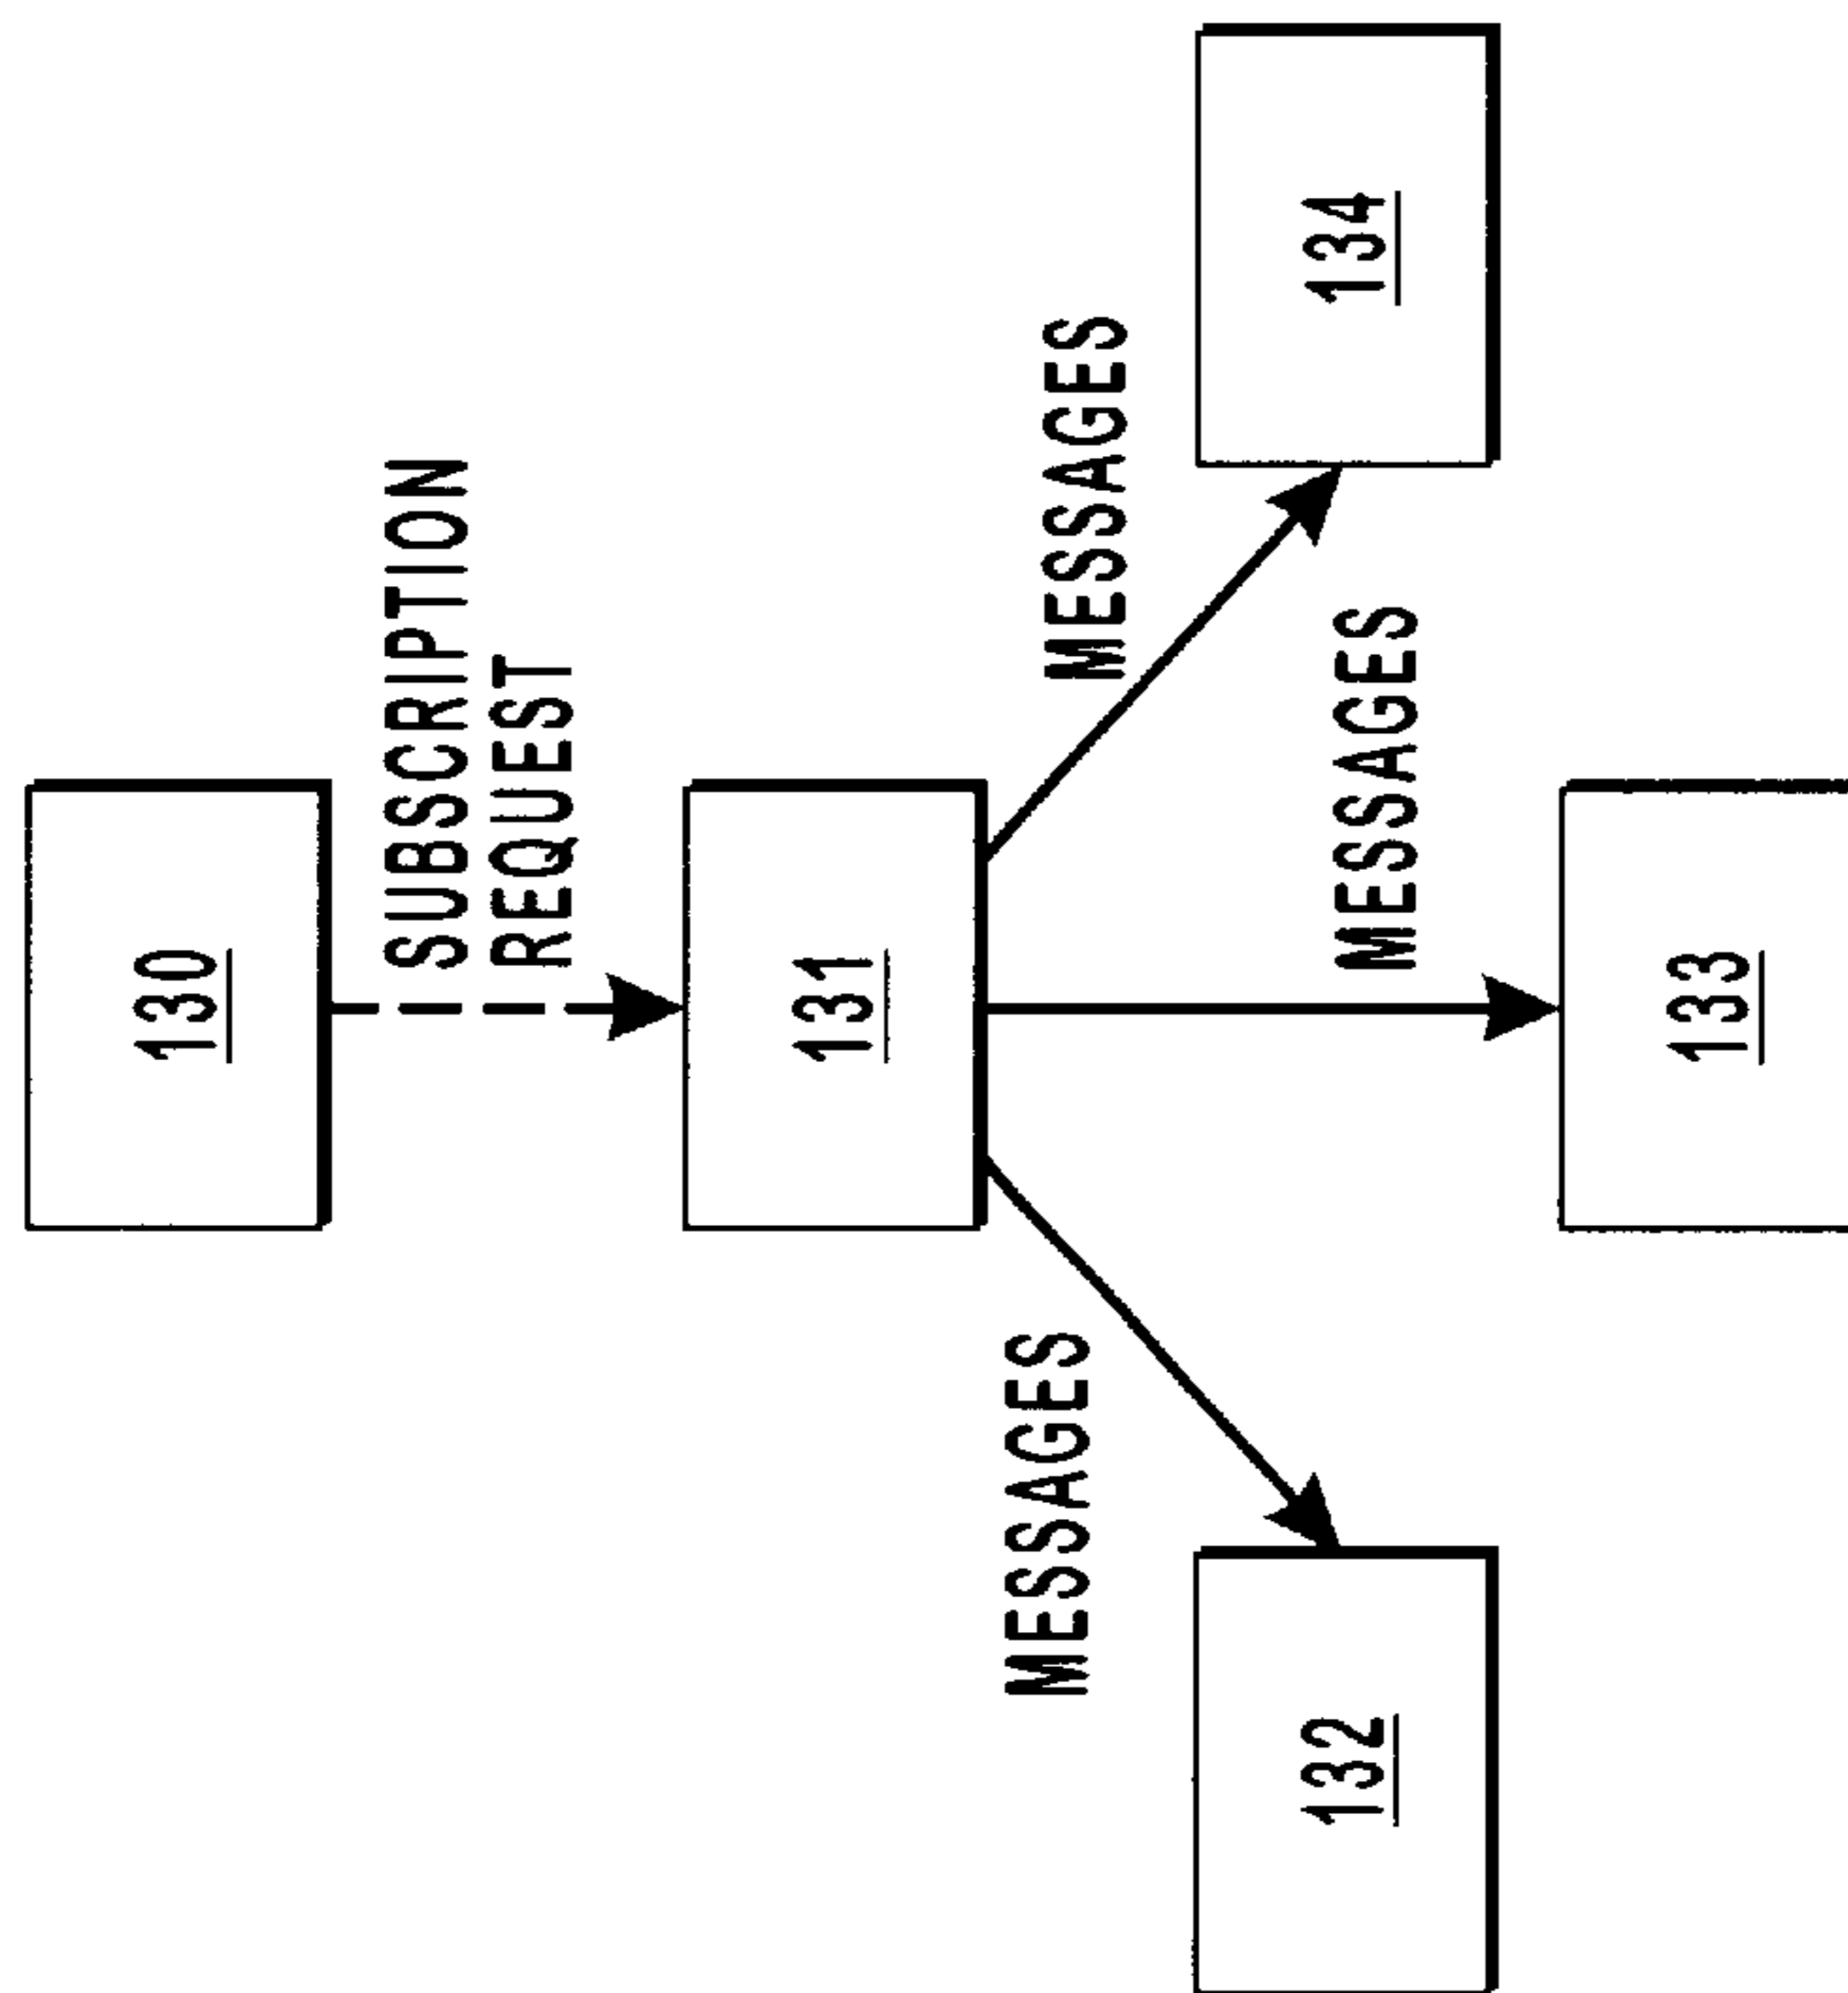 130
SUBSCRIPTION
REQUEST
131
MESSAGES
MESSAGES
MESSAGES
132
133
134